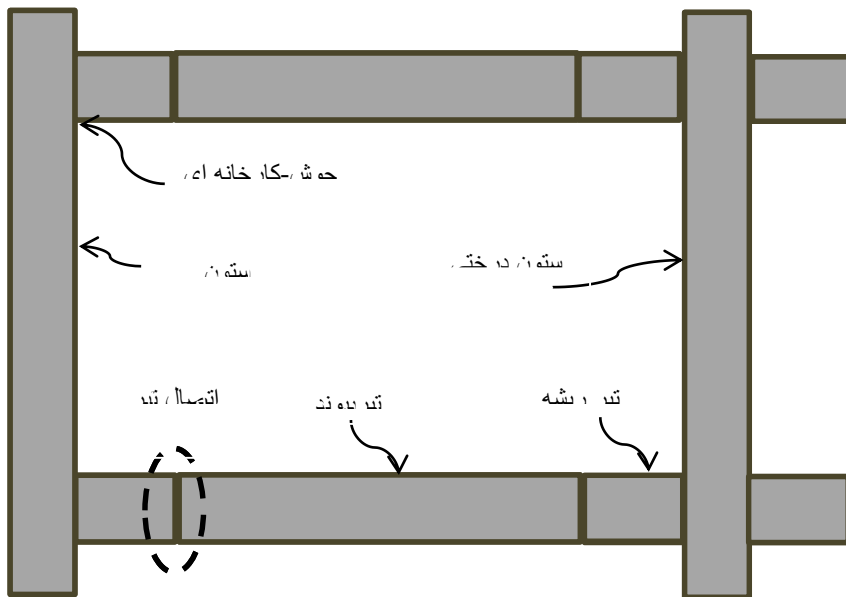 جوش-کارخانه ای
ستون درختی
ستون
اتصال تیر
تیر پیوند
تیر ریشه